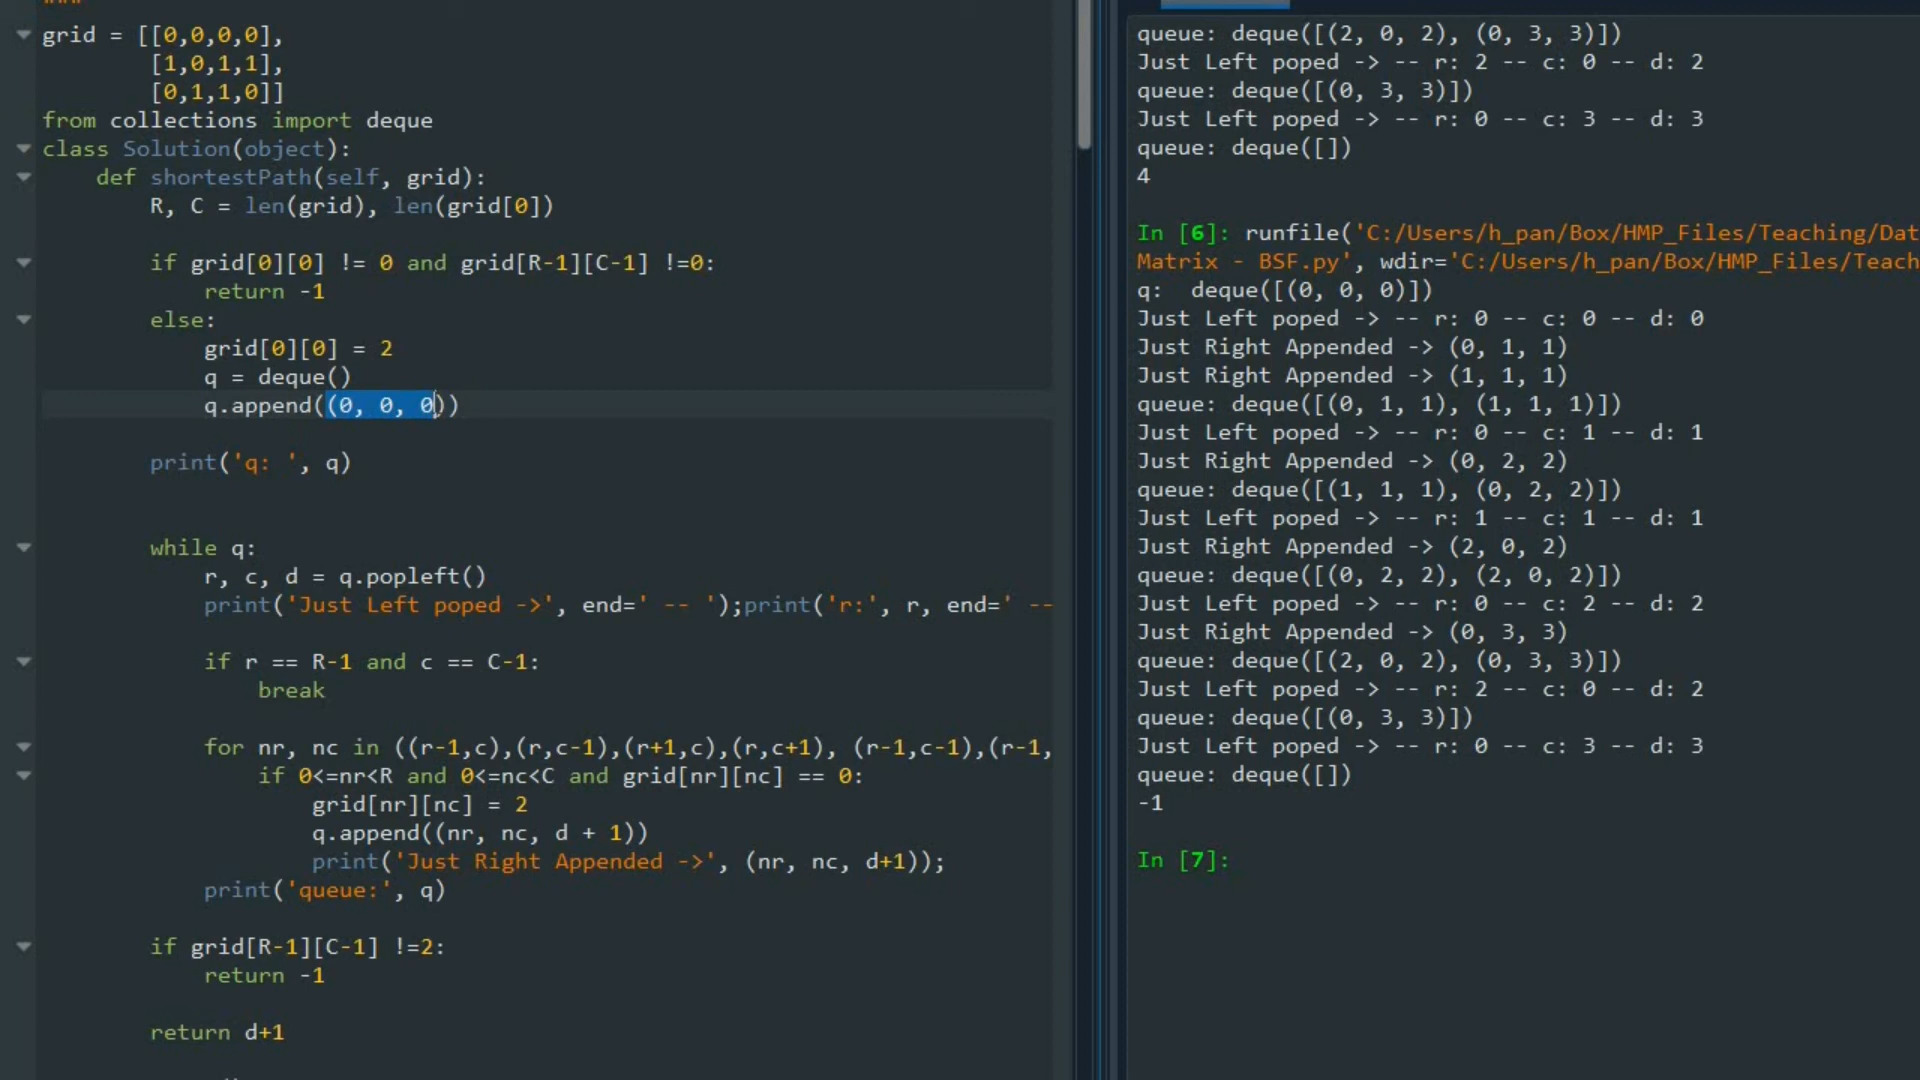 grid = [[0,0,0,0],
[1,0,1,1],
[0,1,1,0]]
from collections import deque
class Solution(object):
def shortestPath(self, grid):
R, C = len(grid), len(grid[0])
if grid[0][0] != 0 and grid[R-1][C-1] !=0:
return -1
else:
grid[0][0] = 2
q = deque()
q.append((0, 0, 0))
print('q: ', q)
while q:
r, c, d = q.popleft()
print('Just Left poped ->', end=' -- ');print('r:', r, end=' --
if r == R-1 and c == C-1:
break
for nr, nc in ((r-1,c),(r,c-1),(r+1,c),(r,c+1), (r-1,c-1),(r-1,
if 0<=nr<R and 0<=nc<C and grid[nr][nc] == 0:
grid[nr][nc] = 2
q.append((nr, nc, d + 1))
print('Just Right Appended ->', (nr, nc, d+1));
print('queue:', q)
if grid[R-1][C-1] !=2:
return -1
return d+1
queue: deque([(2, 0, 2), (0, 3, 3)])
Just Left poped -> -- r: 2 -- c: 0 -- d: 2
queue: deque([(0, 3, 3)])
Just Left poped -> -- r: 0 -- c: 3 -- d: 3
queue: deque([])
4
In [6]: runfile('C:/Users/h_pan/Box/HMP_Files/Teaching/Dat
Matrix - BSF.py', wdir='C:/Users/h_pan/Box/HMP_Files/Teach
q:  deque([(0, 0, 0)])
Just Left poped -> -- r: 0 -- c: 0 -- d: 0
Just Right Appended -> (0, 1, 1)
Just Right Appended -> (1, 1, 1)
queue: deque([(0, 1, 1), (1, 1, 1)])
Just Left poped -> -- r: 0 -- c: 1 -- d: 1
Just Right Appended -> (0, 2, 2)
queue: deque([(1, 1, 1), (0, 2, 2)])
Just Left poped -> -- r: 1 -- c: 1 -- d: 1
Just Right Appended -> (2, 0, 2)
queue: deque([(0, 2, 2), (2, 0, 2)])
Just Left poped -> -- r: 0 -- c: 2 -- d: 2
Just Right Appended -> (0, 3, 3)
queue: deque([(2, 0, 2), (0, 3, 3)])
Just Left poped -> -- r: 2 -- c: 0 -- d: 2
queue: deque([(0, 3, 3)])
Just Left poped -> -- r: 0 -- c: 3 -- d: 3
queue: deque([])
-1
In [7]: